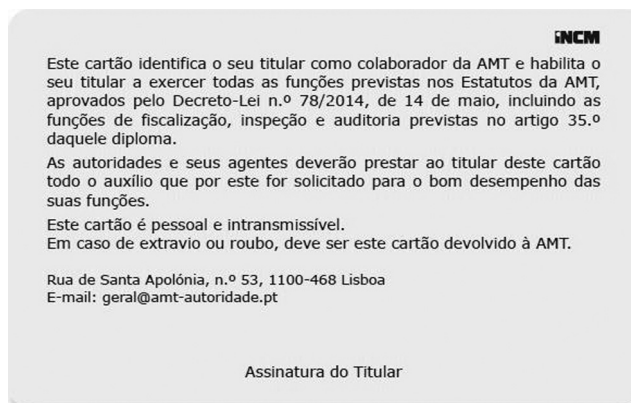 INCM
Este cartão identifica o seu titular como colaborador da AMT e habilita o
seu titular a exercer todas as funções previstas nos Estatutos da AMT,
aprovados pelo Decreto-Lei n.º 78/2014, de 14 de maio, incluindo as
funções de fiscalização, inspeção e auditoria previstas no artigo 35.º
daquele diploma.
As autoridades e seus agentes deverão prestar ao titular deste cartão
todo o auxílio que por este for solicitado para o bom desempenho das
suas funções.
Este cartão é pessoal e intransmissível.
Em caso de extravio ou roubo, deve ser este cartão devolvido à AMT.
Rua de Santa Apolónia, n.º 53, 1100-468 Lisboa
E-mail: geral@amt-autoridade.pt
Assinatura do Titular